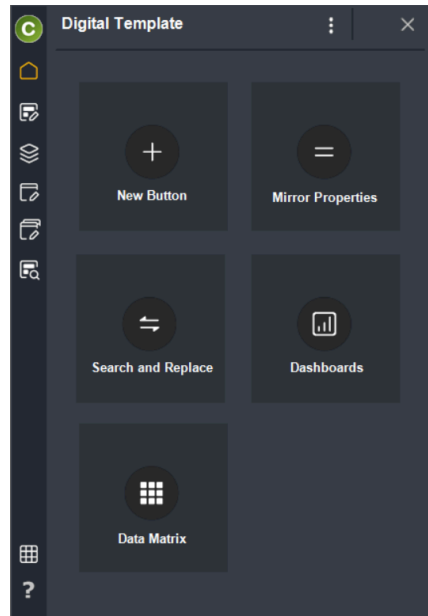 C
Digital Template
New Button
Mirror Properties
Search and Replace
Dashboards
Data Matrix
?